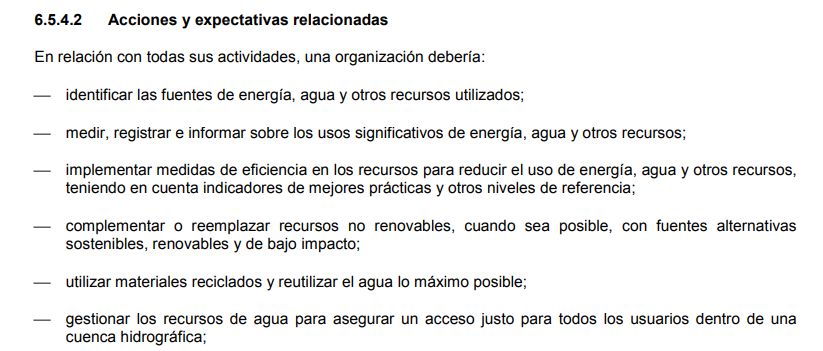 6.5.4.2 Acciones y expectativas relacionadas
En relación con todas sus actividades, una organización debería:
— identificar las fuentes de energía, agua y otros recursos utilizados;
— medir, registrar e informar sobre los usos significativos de energía, agua y otros recursos;
— implementar medidas de eficiencia en los recursos para reducir el uso de energía, agua y otros recursos,
teniendo en cuenta indicadores de mejores prácticas y otros niveles de referencia;
— complementar o reemplazar recursos no renovables, cuando sea posible, con fuentes alternativas
sostenibles, renovables y de bajo impacto;
— utilizar materiales reciclados y reutilizar el agua lo máximo posible;
— gestionar los recursos de agua para asegurar un acceso justo para todos los usuarios dentro de una
cuenca hidrográfica;